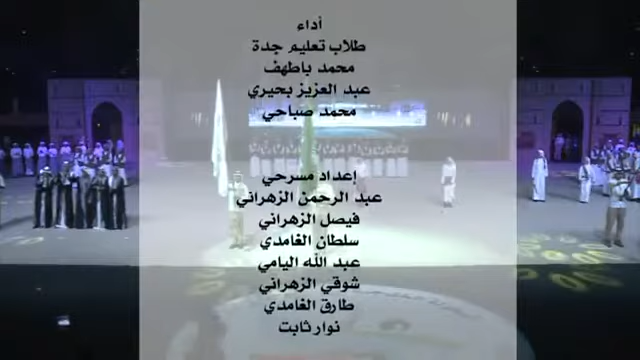 أداء
طلاب تعليم جدة
محمد باطهف
عبد العزيز بحيري
محمد صباحي
إعداد مسرحي
عبد الرحمن الزهراني
فيصل الزهراني
سلطان الغامدي
عبد الله اليامي
شوقي الزهراني
طارق الغامدي
نوار ثابت